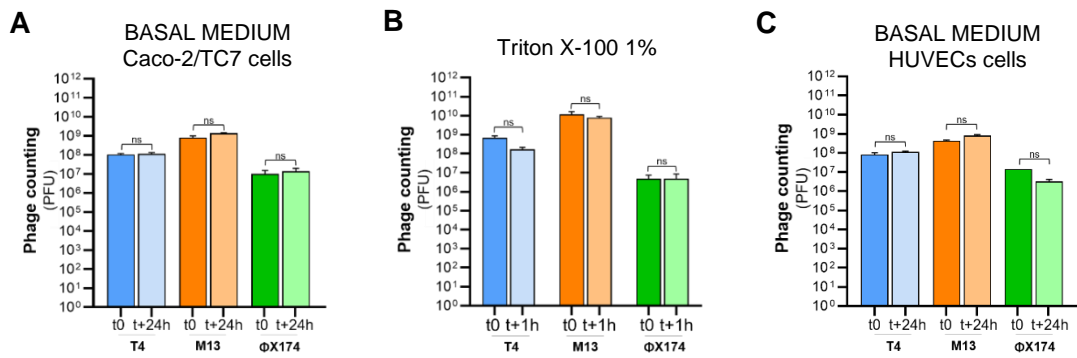 A
BASAL MEDIUM
Caco-2/TC7 cells
Phage counting
(PFU)
10¹²
10¹¹
10¹⁰
10⁹
10⁸
10⁷
10⁶
10⁵
10⁴
10³
10²
10¹
10⁰
ns
ns
ns
t0 t+24h t0 t+24h t0 t+24h
T4 M13 ΦX174
B
Triton X-100 1%
Phage counting
(PFU)
10¹²
10¹¹
10¹⁰
10⁹
10⁸
10⁷
10⁶
10⁵
10⁴
10³
10²
10¹
10⁰
ns
ns
ns
t0 t+1h t0 t+1h t0 t+1h
T4 M13 ΦX174
C
BASAL MEDIUM
HUVECs cells
Phage counting
(PFU)
10¹²
10¹¹
10¹⁰
10⁹
10⁸
10⁷
10⁶
10⁵
10⁴
10³
10²
10¹
10⁰
ns
ns
ns
t0 t+24h t0 t+24h t0 t+24h
T4 M13 ΦX174